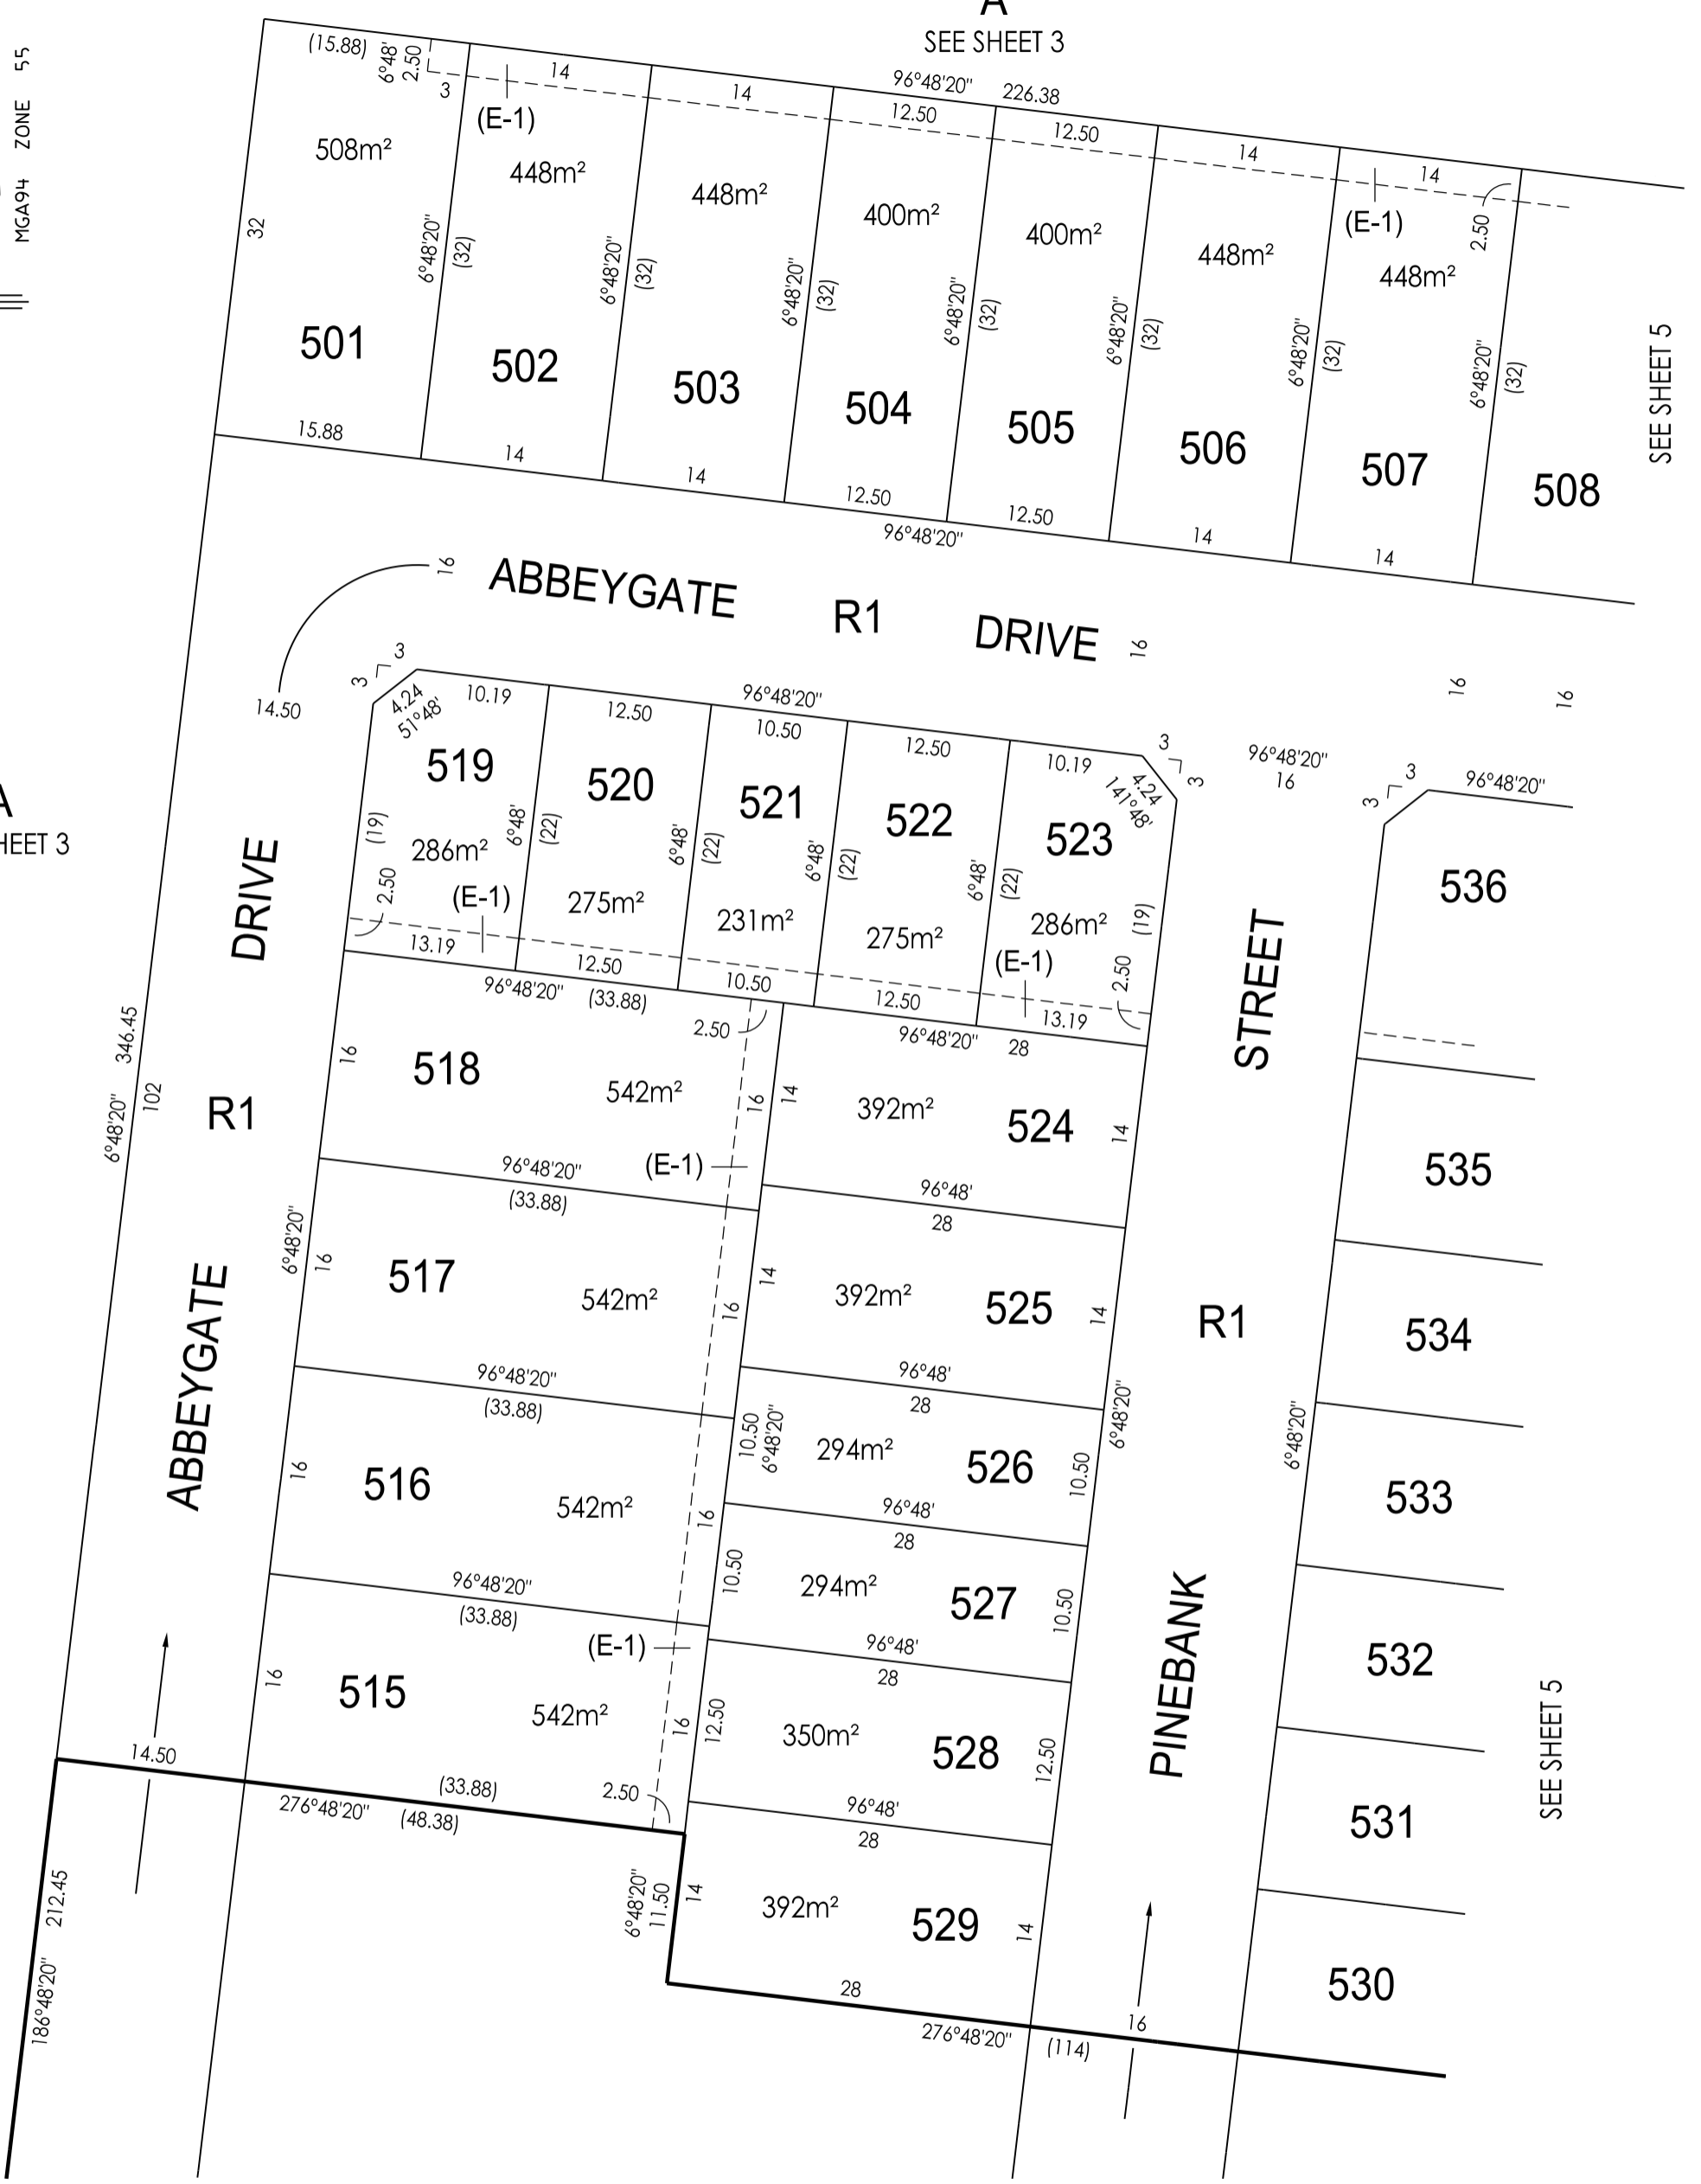 A
SEE SHEET 3
MGA94 ZONE 55
96°48'20" 226.38
(15.88) 6°48' 2.50 3 14 14 12.50 12.50 14 14
(E-1) (E-1) 2.50
508m² 448m² 448m² 400m² 400m² 448m² 448m²
32 6°48'20" (32) 6°48'20" (32) 6°48'20" (32) 6°48'20" (32) 6°48'20" (32) 6°48'20" (32) 6°48'20" (32)
501 502 503 504 505 506 507 508
SEE SHEET 5
15.88 14 14 12.50 12.50 14 14
96°48'20"
16 ABBEYGATE R1 DRIVE 16 16 16
14.50
3 3 4.24 51°48' 10.19 12.50 96°48'20" 10.50 12.50 10.19 4.24 141°48' 3 3
96°48'20" 16 3 3 96°48'20"
519 520 521 522 523 536
(19) 6°48' (22) 6°48' (22) 6°48' (22) 6°48' (22) (19)
286m² 275m² 231m² 275m² 286m²
2.50 (E-1) (E-1) 2.50
13.19 12.50 10.50 12.50 13.19
A
HEET 3
96°48'20" (33.88) 96°48'20" 28
2.50
16 518 542m² 16
(E-1)
96°48'20"
(33.88)
6°48'20" 16 517 542m² 16
96°48'20"
(33.88)
16 516 542m² 16
96°48'20"
(33.88)
(E-1)
16 515 542m² 16
2.50
(33.88)
14.50
276°48'20" (48.38)
14 392m² 524 14
96°48'
28
14 392m² 525 14
96°48'
28
10.50 6°48'20" 294m² 526 10.50 6°48'20"
96°48'
28
10.50 294m² 527 10.50
96°48'
28
12.50 350m² 528 12.50
96°48'
28
6°48'20" 11.50 14 392m² 529 14
28
276°48'20" (114)
16
DRIVE
R1
ABBEYGATE
6°48'20" 346.45
102
186°48'20" 212.45
STREET
R1
PINEBANK
6°48'20"
535
534
533
532
531
530
SEE SHEET 5